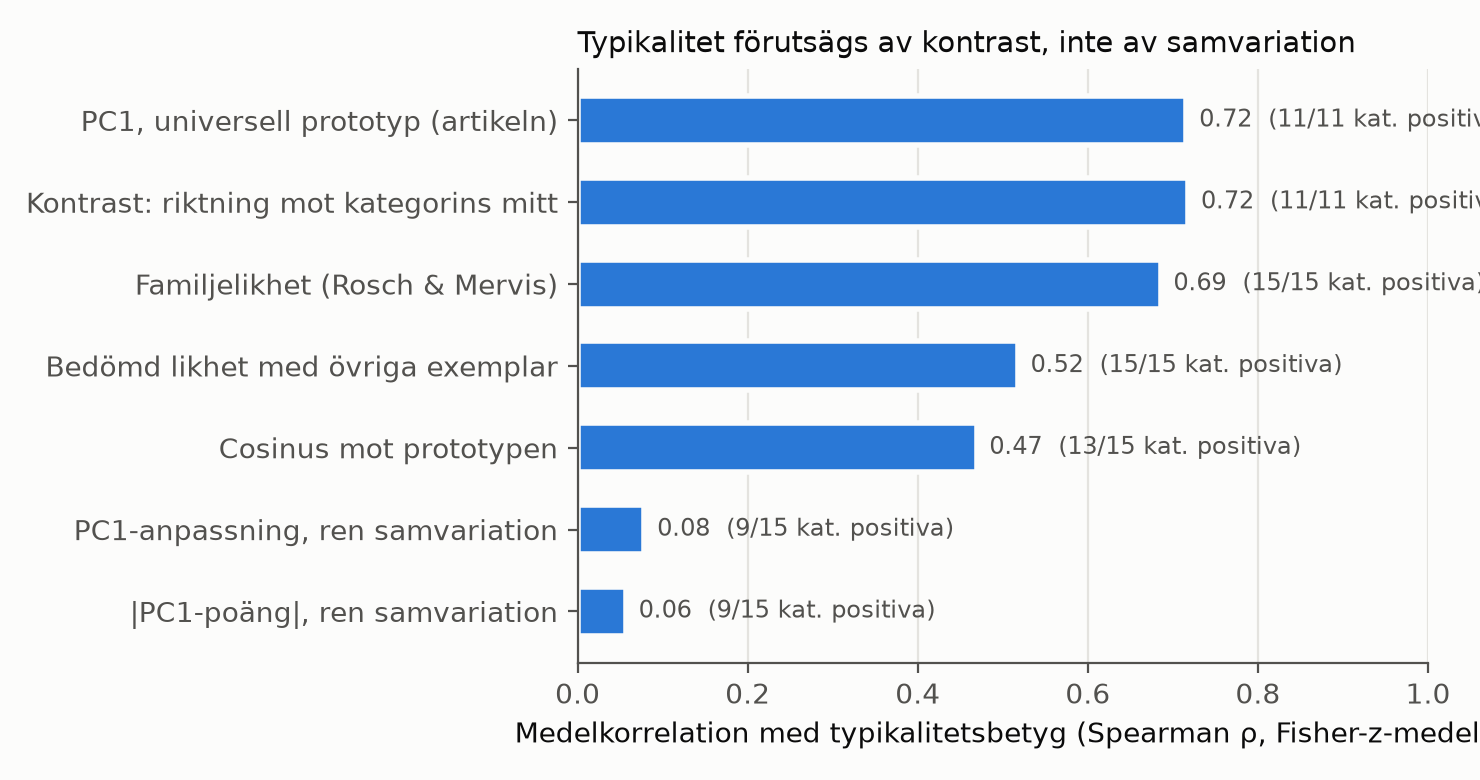 Typikalitet förutsägs av kontrast, inte av samvariation
PC1, universell prototyp (artikeln) 0.72 (11/11 kat.
Kontrast: riktning mot kategorins mitt 0.72 (11/11 kat.
Familjelikhet (Rosch & Mervis) 0.69 (15/15 kat. positiva)
Bedömd likhet med övriga exemplar 0.52 (15/15 kat. positiva)
Cosinus mot prototypen 0.47 (13/15 kat. positiva)
PC1-anpassning, ren samvariation 0.08 (9/15 kat. positiva)
|PC1-poäng|, ren samvariation 0.06 (9/15 kat. positiva)
0.0 0.2 0.4 0.6 0.8 1.0
Medelkorrelation med typikalitetsbetyg (Spearman ρ, Fisher-z-medel